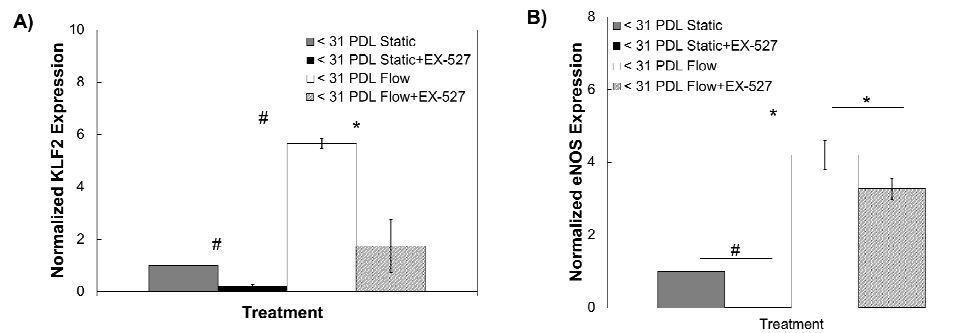 A)
10
8
6
4
2
0
Normalized KLF2 Expression
< 31 PDL Static
< 31 PDL Static+EX-527
< 31 PDL Flow
< 31 PDL Flow+EX-527
#
#
*
Treatment
B)
8
6
4
2
0
Normalized eNOS Expression
< 31 PDL Static
< 31 PDL Static+EX-527
< 31 PDL Flow
< 31 PDL Flow+EX-527
*
*
#
Treatment